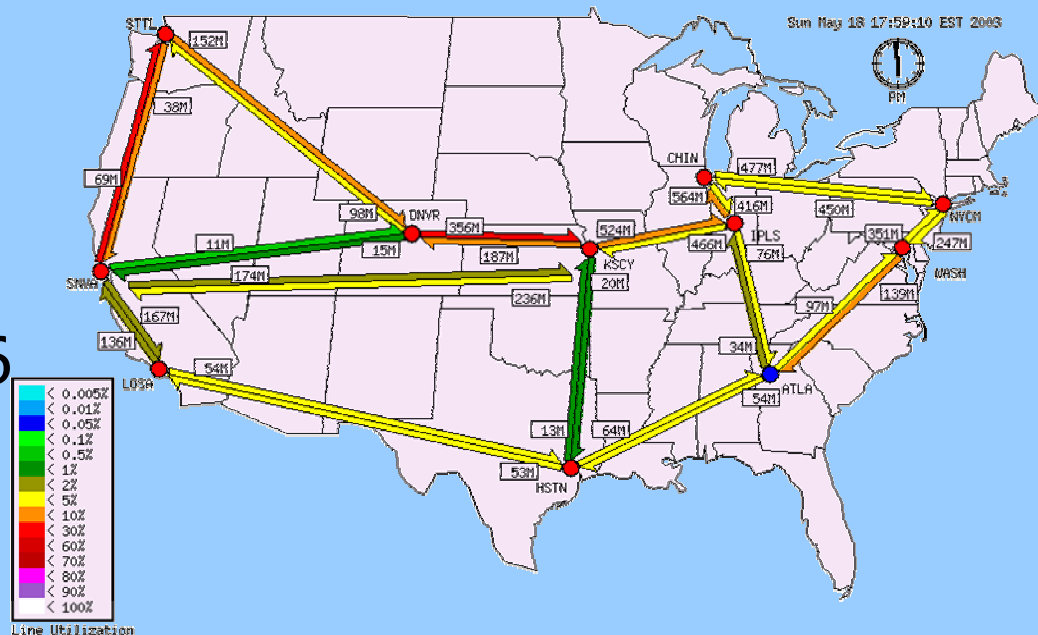 STTL
Sun May 18 17:59:10 EST 2003
152M
PM
38M
CHIN
477M
69M
564M
416M
450M
NYCM
98M
DNVR
356M
524M
IPLS
351M
247M
11M
15M
187M
466M
76M
KSCY
WASH
SNVA
174M
236M
20M
139M
167M
97M
136M
34M
6
LOSA
54M
ATLA
54M
13M
64M
53M
HSTN
< 0.005%
< 0.01%
< 0.05%
< 0.1%
< 0.5%
< 1%
< 2%
< 5%
< 10%
< 30%
< 60%
< 70%
< 80%
< 90%
< 100%
Line Utilization